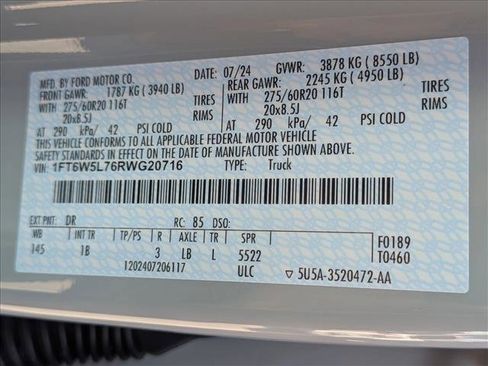 MFD. BY FORD MOTOR CO. DATE: 07/24 GVWR: 3878 KG ( 8550 LB)
FRONT GAWR: 1787 KG ( 3940 LB) REAR GAWR: 2245 KG ( 4950 LB)
WITH 275/60R20 116T TIRES WITH 275/60R20 116T TIRES
20x8.5J RIMS 20x8.5J RIMS
AT 290 kPa/ 42 PSI COLD AT 290 kPa/ 42 PSI COLD
THIS VEHICLE CONFORMS TO ALL APPLICABLE FEDERAL MOTOR VEHICLE
SAFETY STANDARDS IN EFFECT ON THE DATE OF MANUFACTURE SHOWN ABOVE.
VIN: 1FT6W5L76RWG20716 TYPE: Truck
EXT PNT: DR RC: 85 DSO:
WB INT TR TP/PS R AXLE TR SPR F0189
145 1B 3 LB L 5522 T0460
1202407206117 ULC ▽ 5U5A-3520472-AA